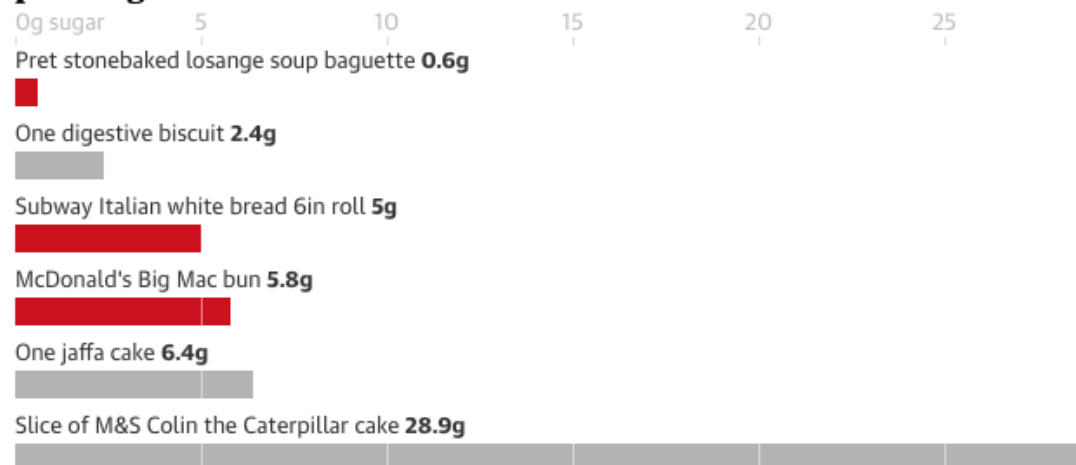 0g sugar 5 10 15 20 25
Pret stonebaked losange soup baguette 0.6g
One digestive biscuit 2.4g
Subway Italian white bread 6in roll 5g
McDonald's Big Mac bun 5.8g
One jaffa cake 6.4g
Slice of M&S Colin the Caterpillar cake 28.9g